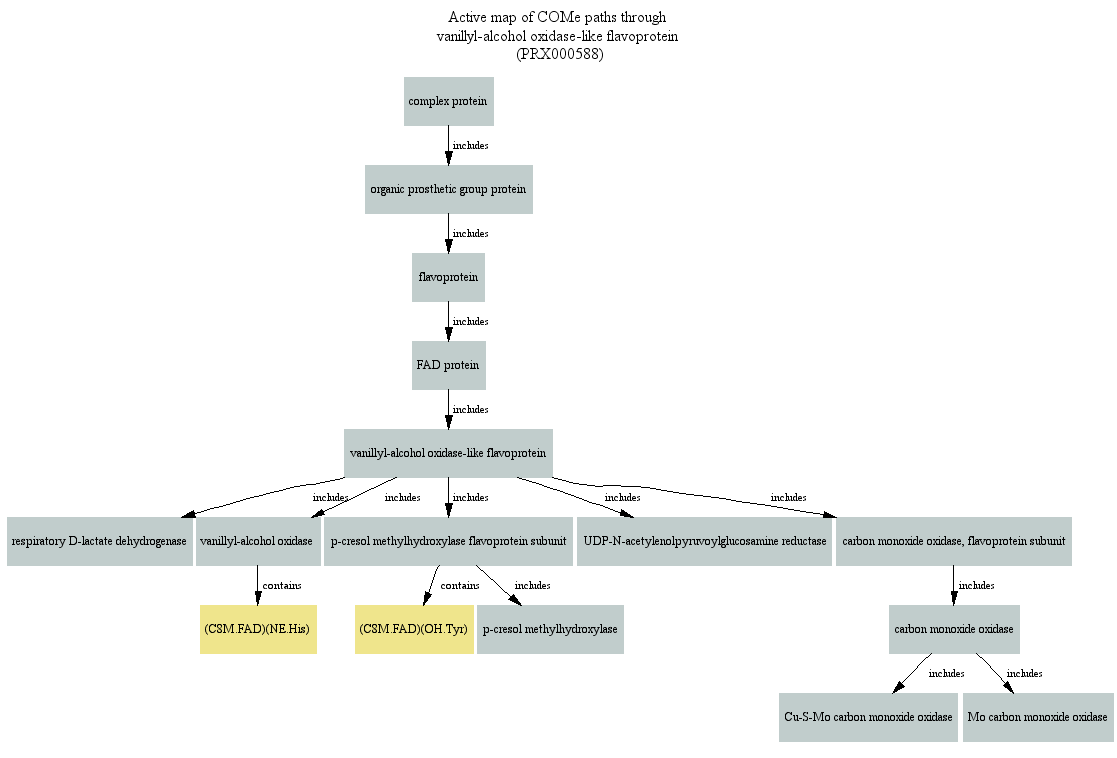 Active map of COMe paths through
vanillyl-alcohol oxidase-like flavoprotein
(PRX000588)
complex protein
includes
organic prosthetic group protein
includes
flavoprotein
includes
FAD protein
includes
vanillyl-alcohol oxidase-like flavoprotein
includes
includes
includes
includes
includes
respiratory D-lactate dehydrogenase
vanillyl-alcohol oxidase
p-cresol methylhydroxylase flavoprotein subunit
UDP-N-acetylenolpyruvoylglucosamine reductase
carbon monoxide oxidase, flavoprotein subunit
contains
contains
includes
includes
(C8M.FAD)(NE.His)
(C8M.FAD)(OH.Tyr)
p-cresol methylhydroxylase
carbon monoxide oxidase
includes
includes
Cu-S-Mo carbon monoxide oxidase
Mo carbon monoxide oxidase